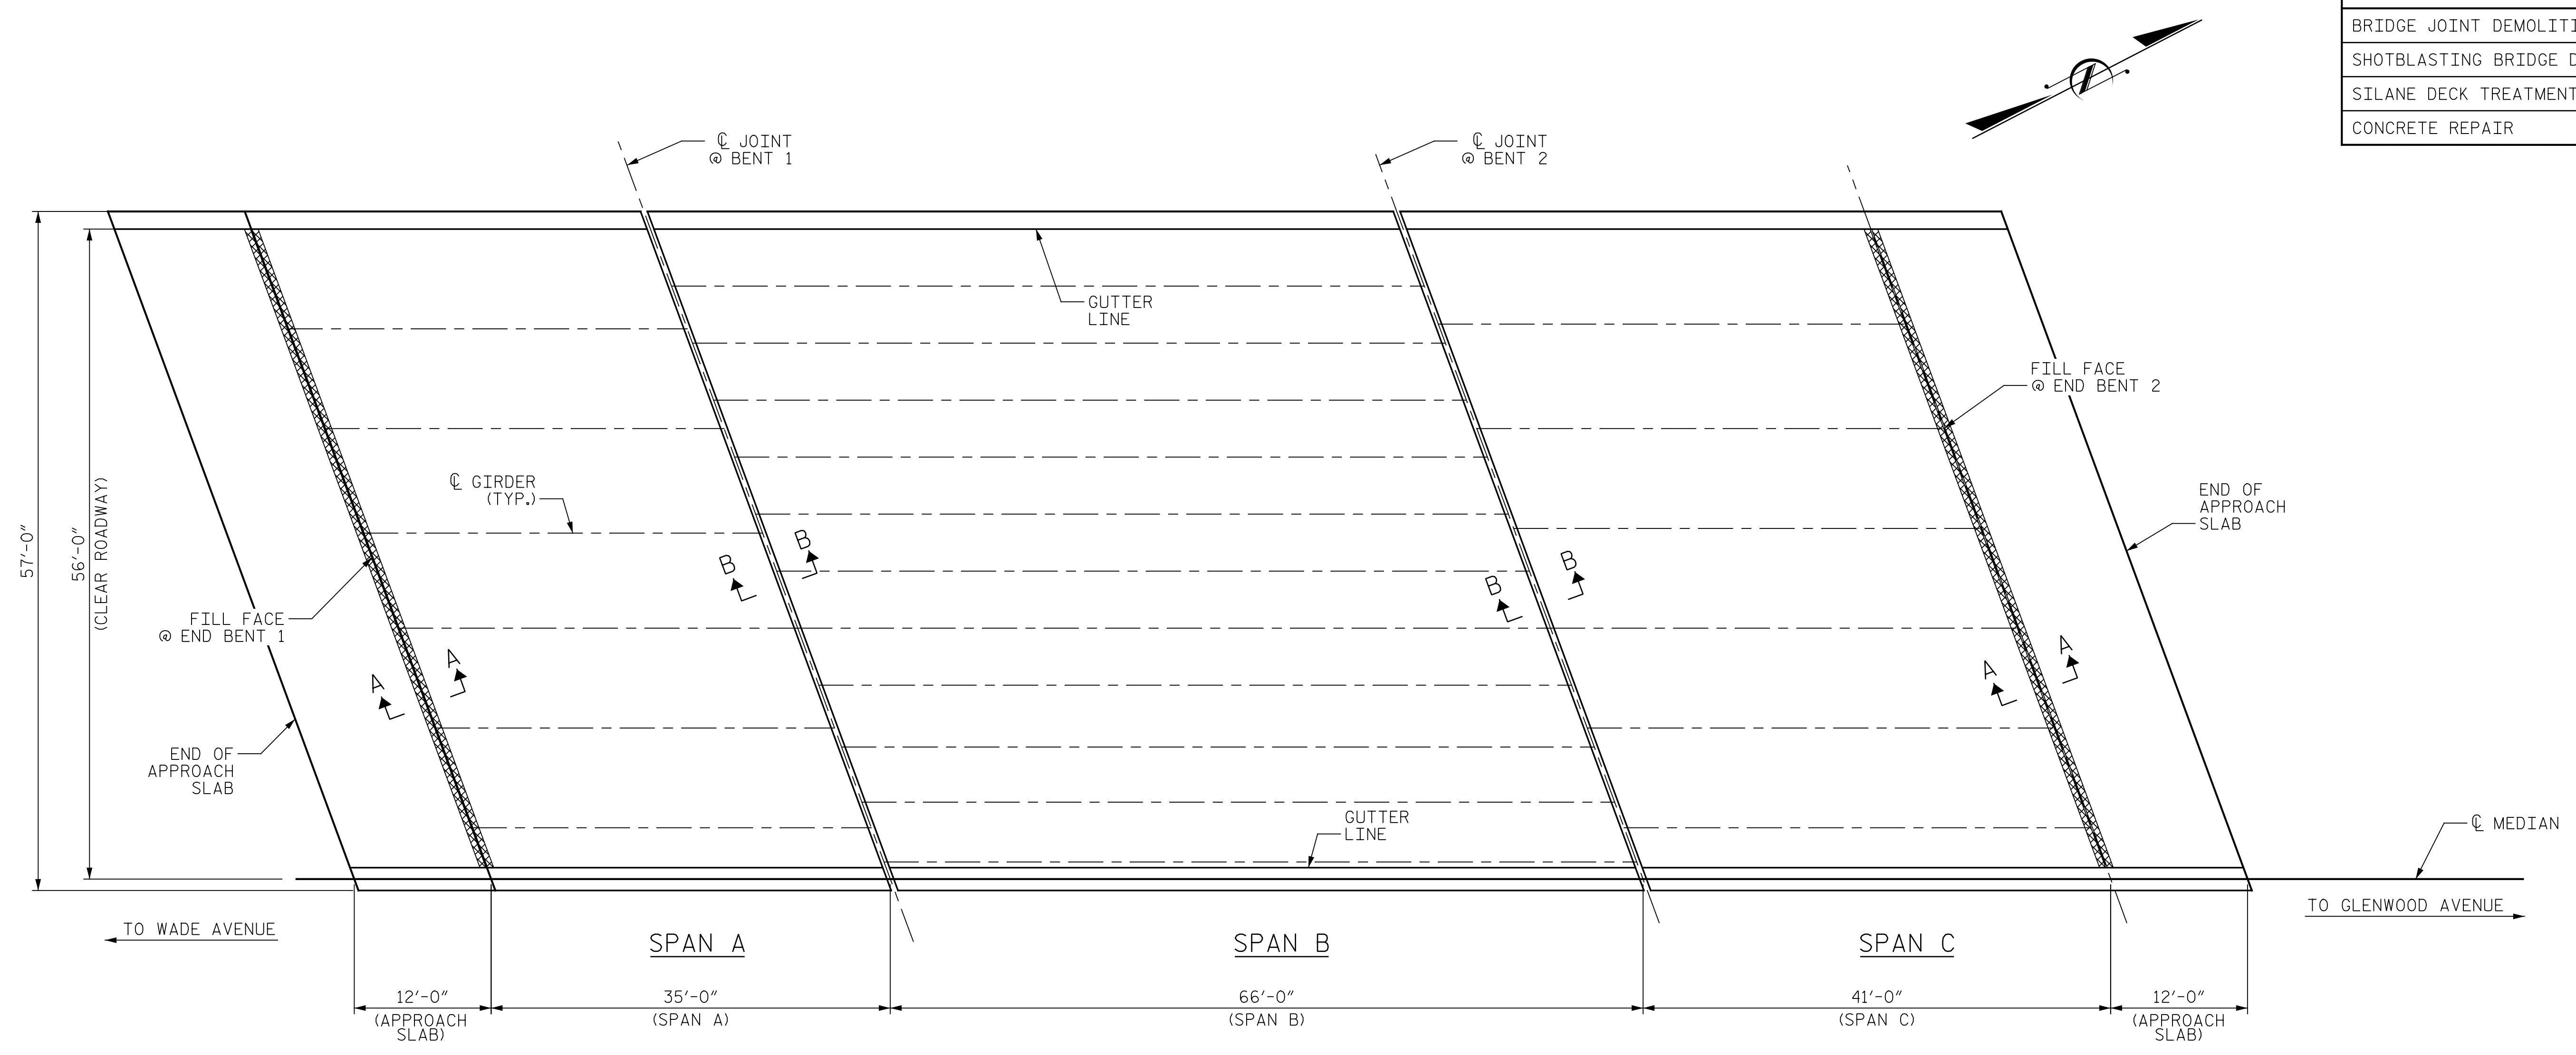 BRIDGE JOINT
SHOTBLASTING BRIDGE
SILANE DECK TREATMENT
CONCRETE REPAIR
℄ JOINT
@ BENT 1
℄ JOINT
@ BENT 2
GUTTER
LINE
FILL FACE
@ END BENT 2
℄ GIRDER
(TYP.)
END OF
APPROACH
SLAB
57'-0"
56'-0"
(CLEAR ROADWAY)
B
B
B
B
FILL FACE
@ END BENT 1
A
A
A
A
END OF
APPROACH
SLAB
GUTTER
LINE
℄ MEDIAN
TO WADE AVENUE
TO GLENWOOD AVENUE
SPAN A
SPAN B
SPAN C
12'-0"
(APPROACH
SLAB)
35'-0"
(SPAN A)
66'-0"
(SPAN B)
41'-0"
(SPAN C)
12'-0"
(APPROACH
SLAB)